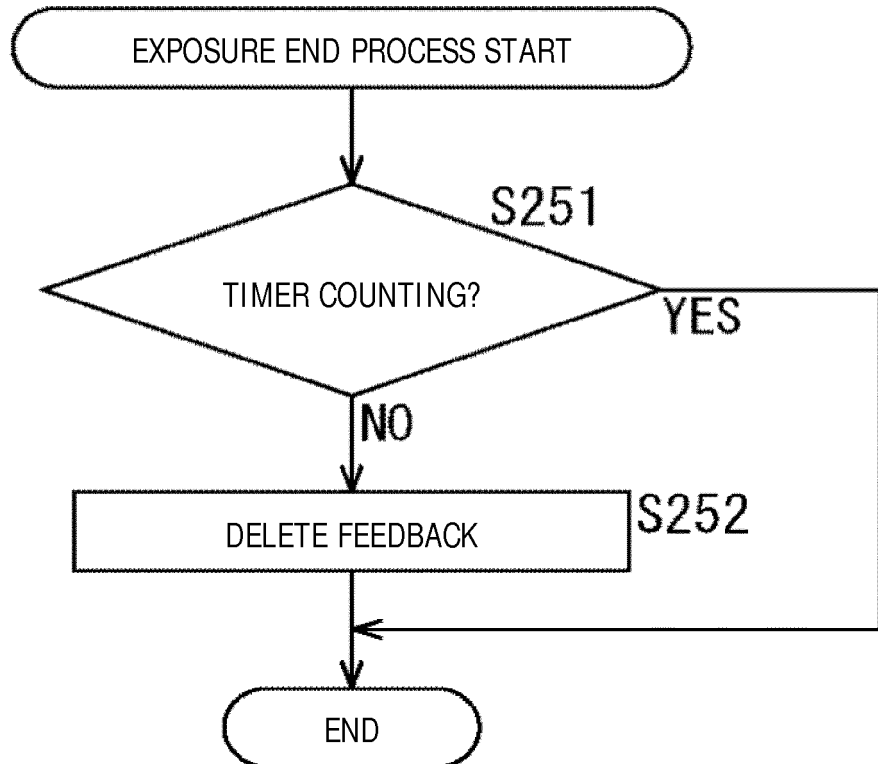 EXPOSURE END PROCESS START
S251
TIMER COUNTING?
YES
NO
DELETE FEEDBACK
S252
END